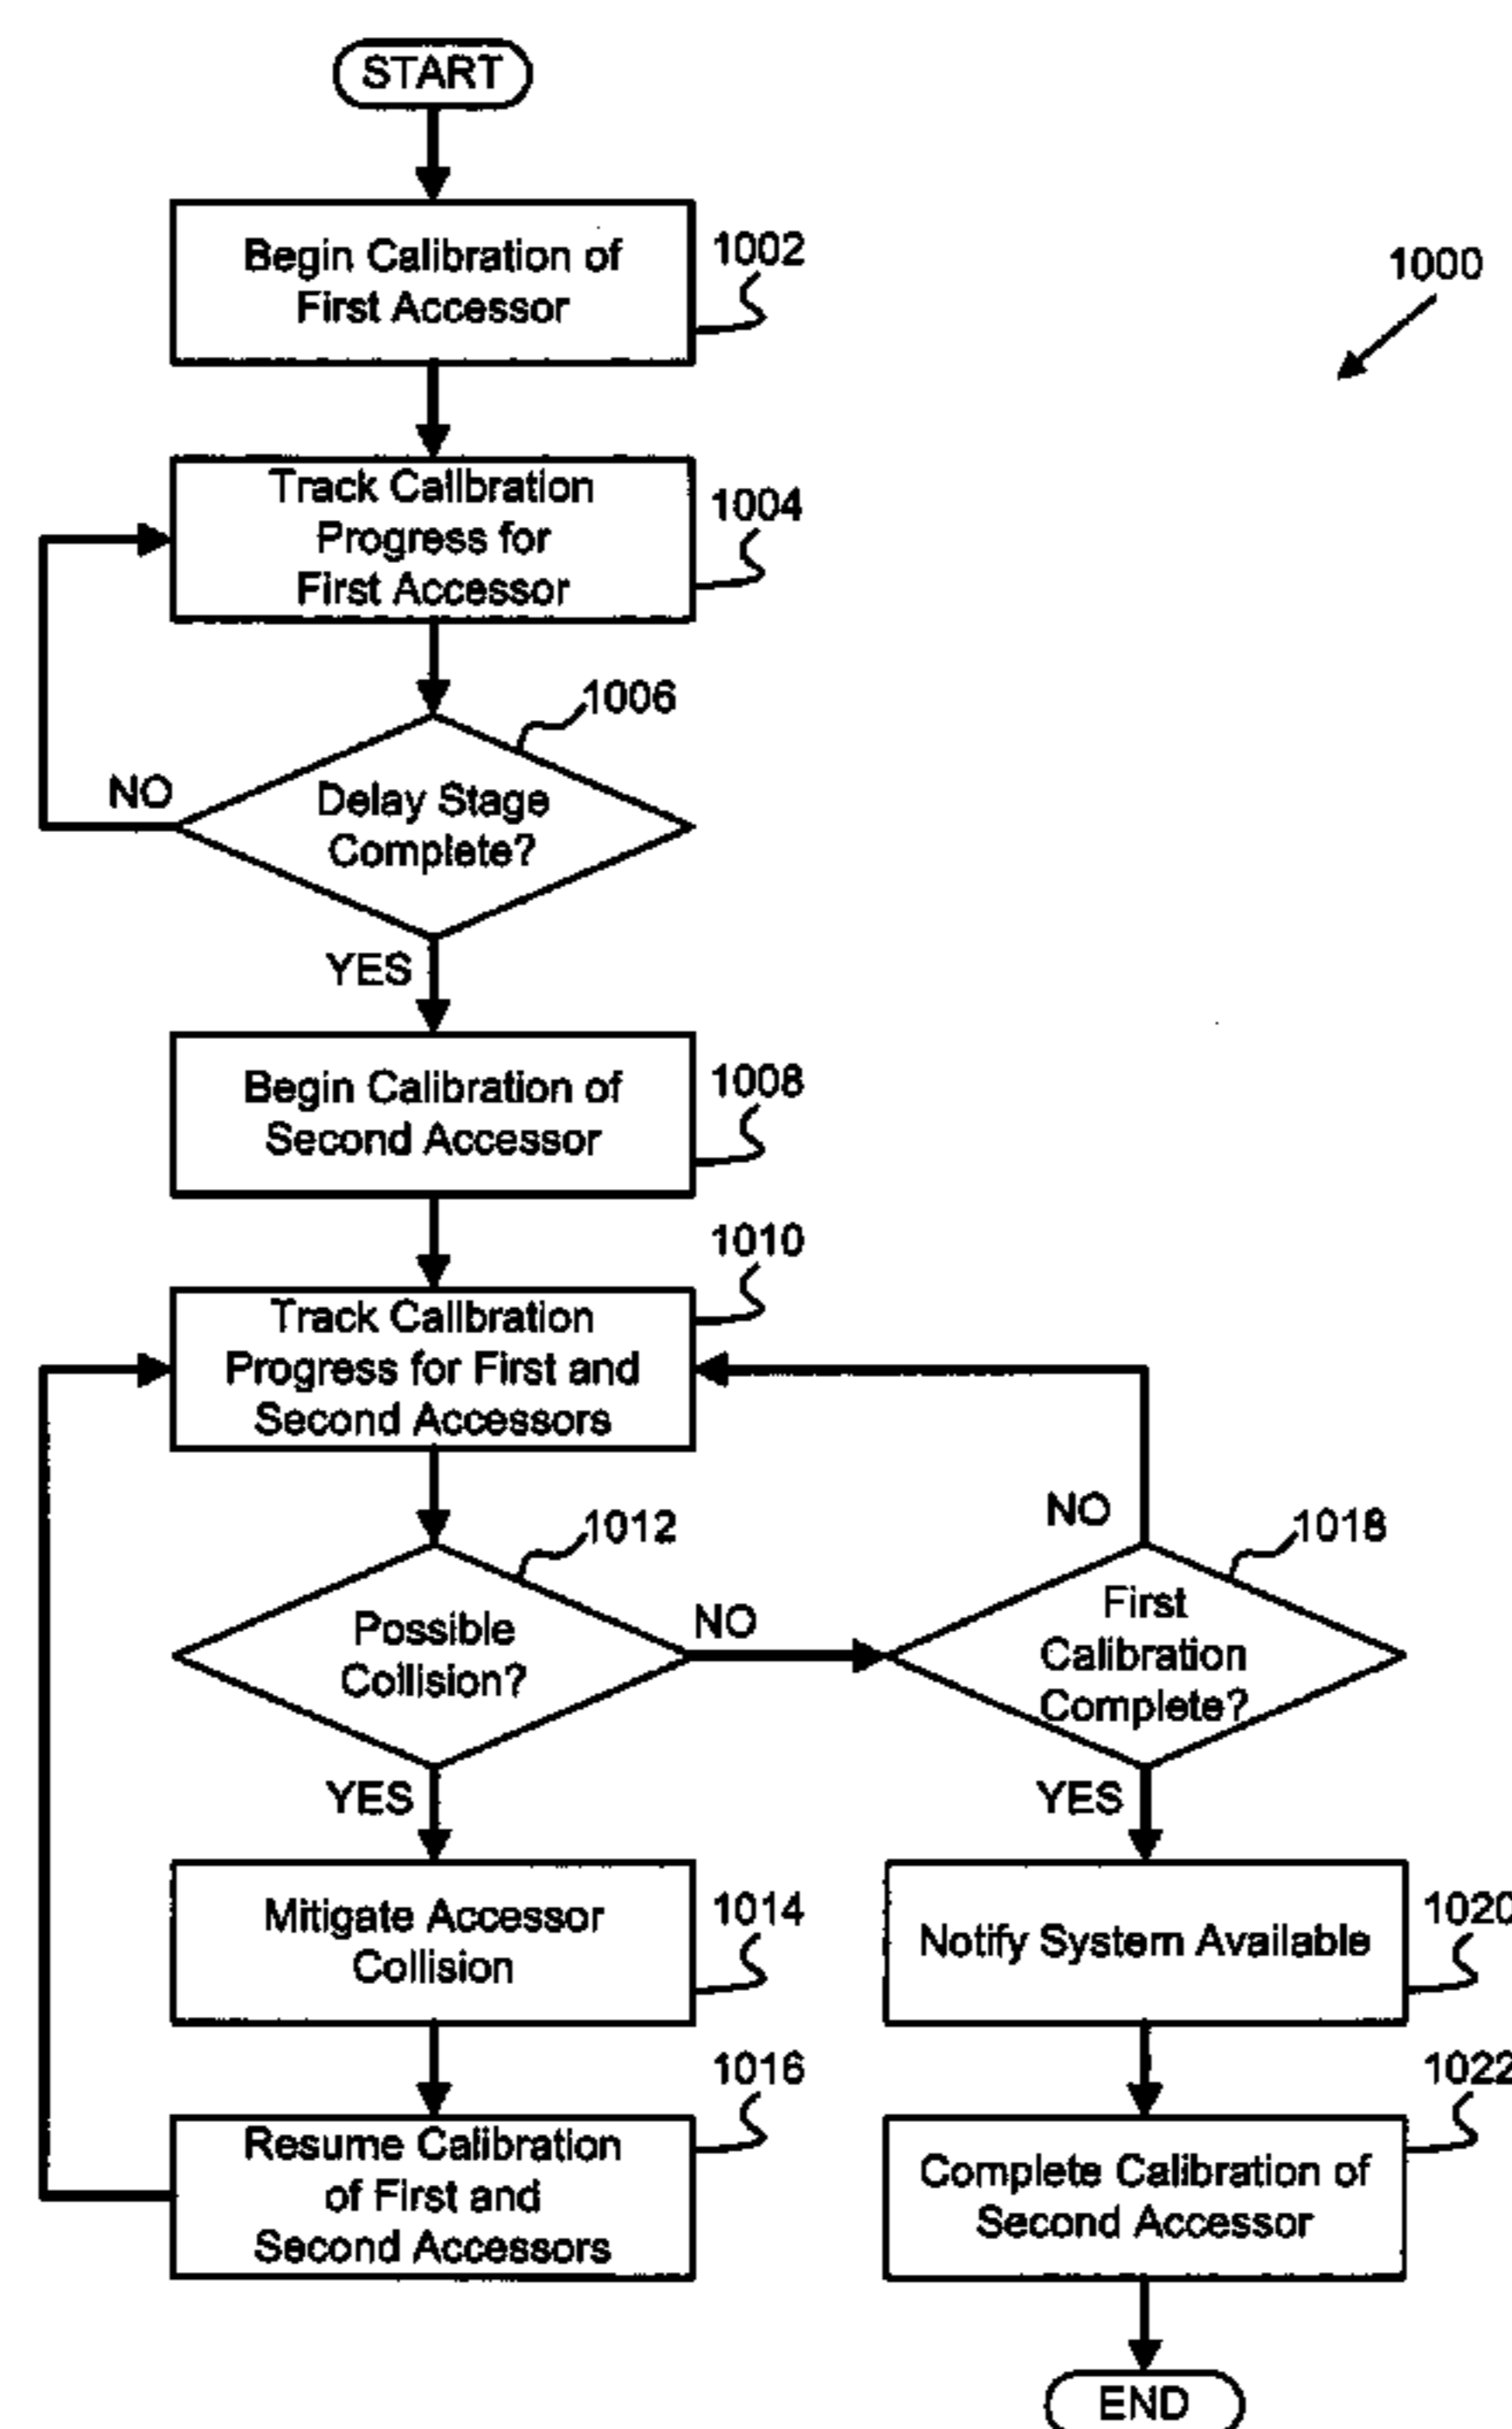 START
Begin Calibration of
First Accessor
1002
1000
Track Calibration
Progress for
First Accessor
1004
1006
NO
Delay Stage
Complete?
YES
Begin Calibration of
Second Accessor
1008
1010
Track Calibration
Progress for First and
Second Accessors
1012
NO
1018
Possible
Collision?
NO
First
Calibration
Complete?
YES
YES
Mitigate Accessor
Collision
1014
Notify System Available
1020
1016
Resume Calibration
of First and
Second Accessors
1022
Complete Calibration of
Second Accessor
END